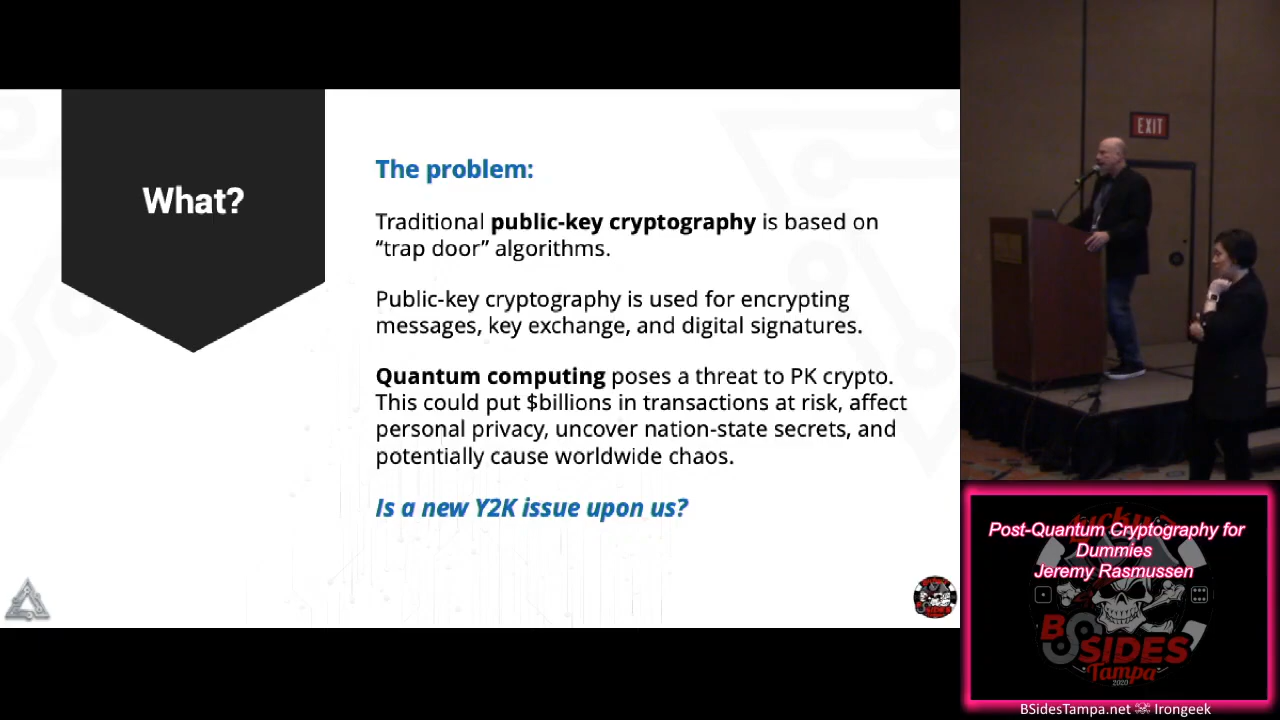 What?
The problem:
Traditional public-key cryptography is based on
“trap door” algorithms.
Public-key cryptography is used for encrypting
messages, key exchange, and digital signatures.
Quantum computing poses a threat to PK crypto.
This could put $billions in transactions at risk, affect
personal privacy, uncover nation-state secrets, and
potentially cause worldwide chaos.
Is a new Y2K issue upon us?
EXIT
Post-Quantum Cryptography for
Dummies
Jeremy Rasmussen
Lucky
B SIDES
Tampa
2020
BSidesTampa.net Irongeek